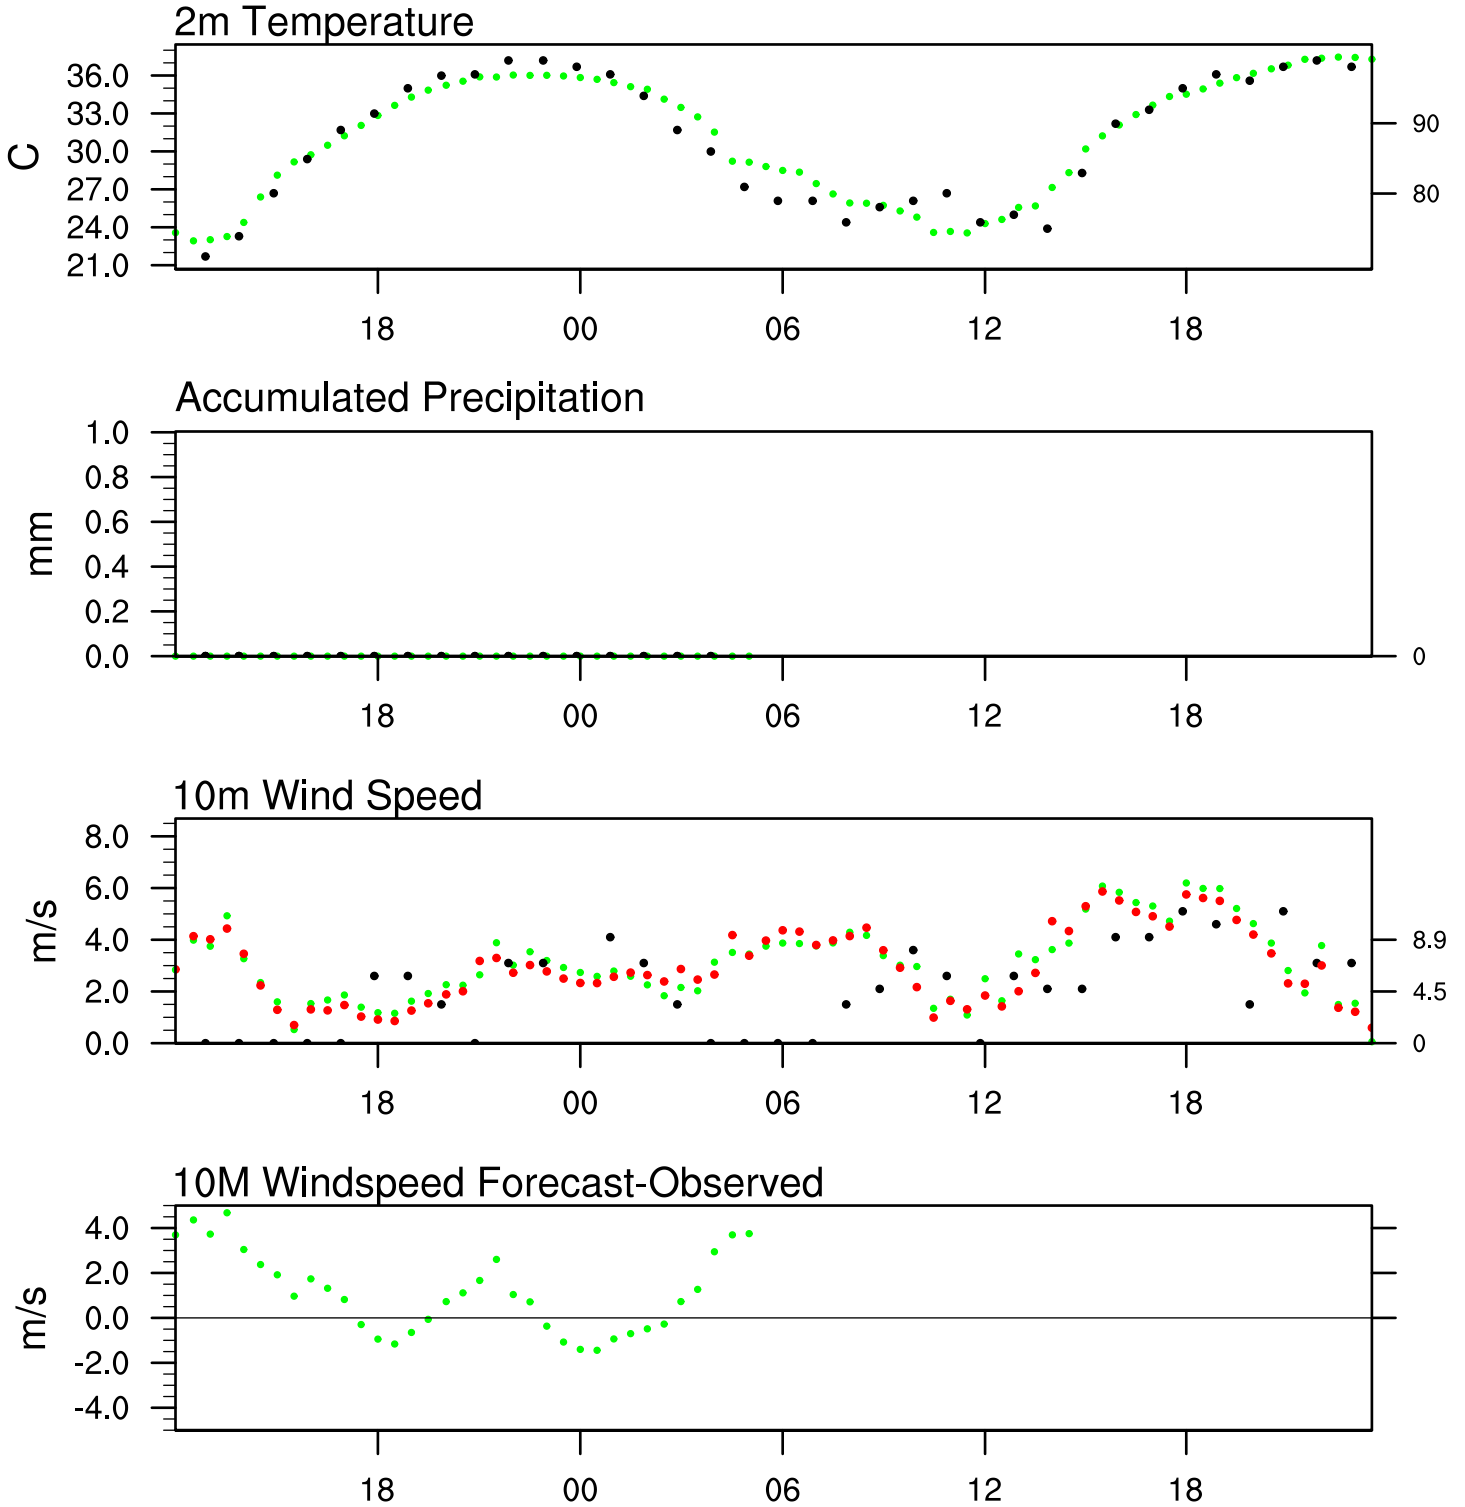 2m Temperature
36.0
33.0
30.0
27.0
24.0
21.0
C
90
80
18 00 06 12 18
Accumulated Precipitation
1.0
0.8
0.6
0.4
0.2
0.0
mm
0
18 00 06 12 18
10m Wind Speed
8.0
6.0
4.0
2.0
0.0
m/s
8.9
4.5
0
18 00 06 12 18
10M Windspeed Forecast-Observed
4.0
2.0
0.0
-2.0
-4.0
m/s
18 00 06 12 18